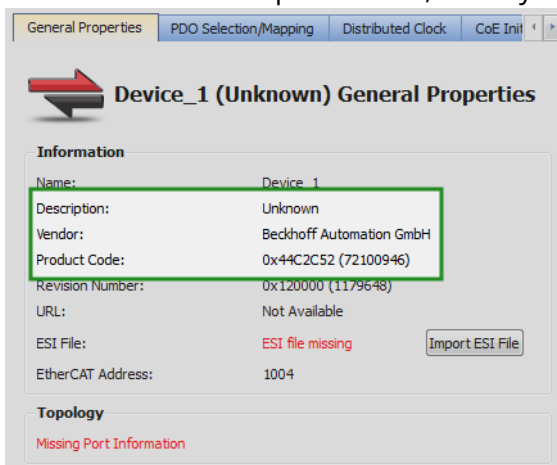 General Properties PDO Selection/Mapping Distributed Clock CoE Init
Device_1 (Unknown) General Properties
Information
Name: Device_1
Description: Unknown
Vendor: Beckhoff Automation GmbH
Product Code: 0x44C2C52 (72100946)
Revision Number: 0x120000 (1179648)
URL: Not Available
ESI File: ESI file missing Import ESI File
EtherCAT Address: 1004
Topology
Missing Port Information